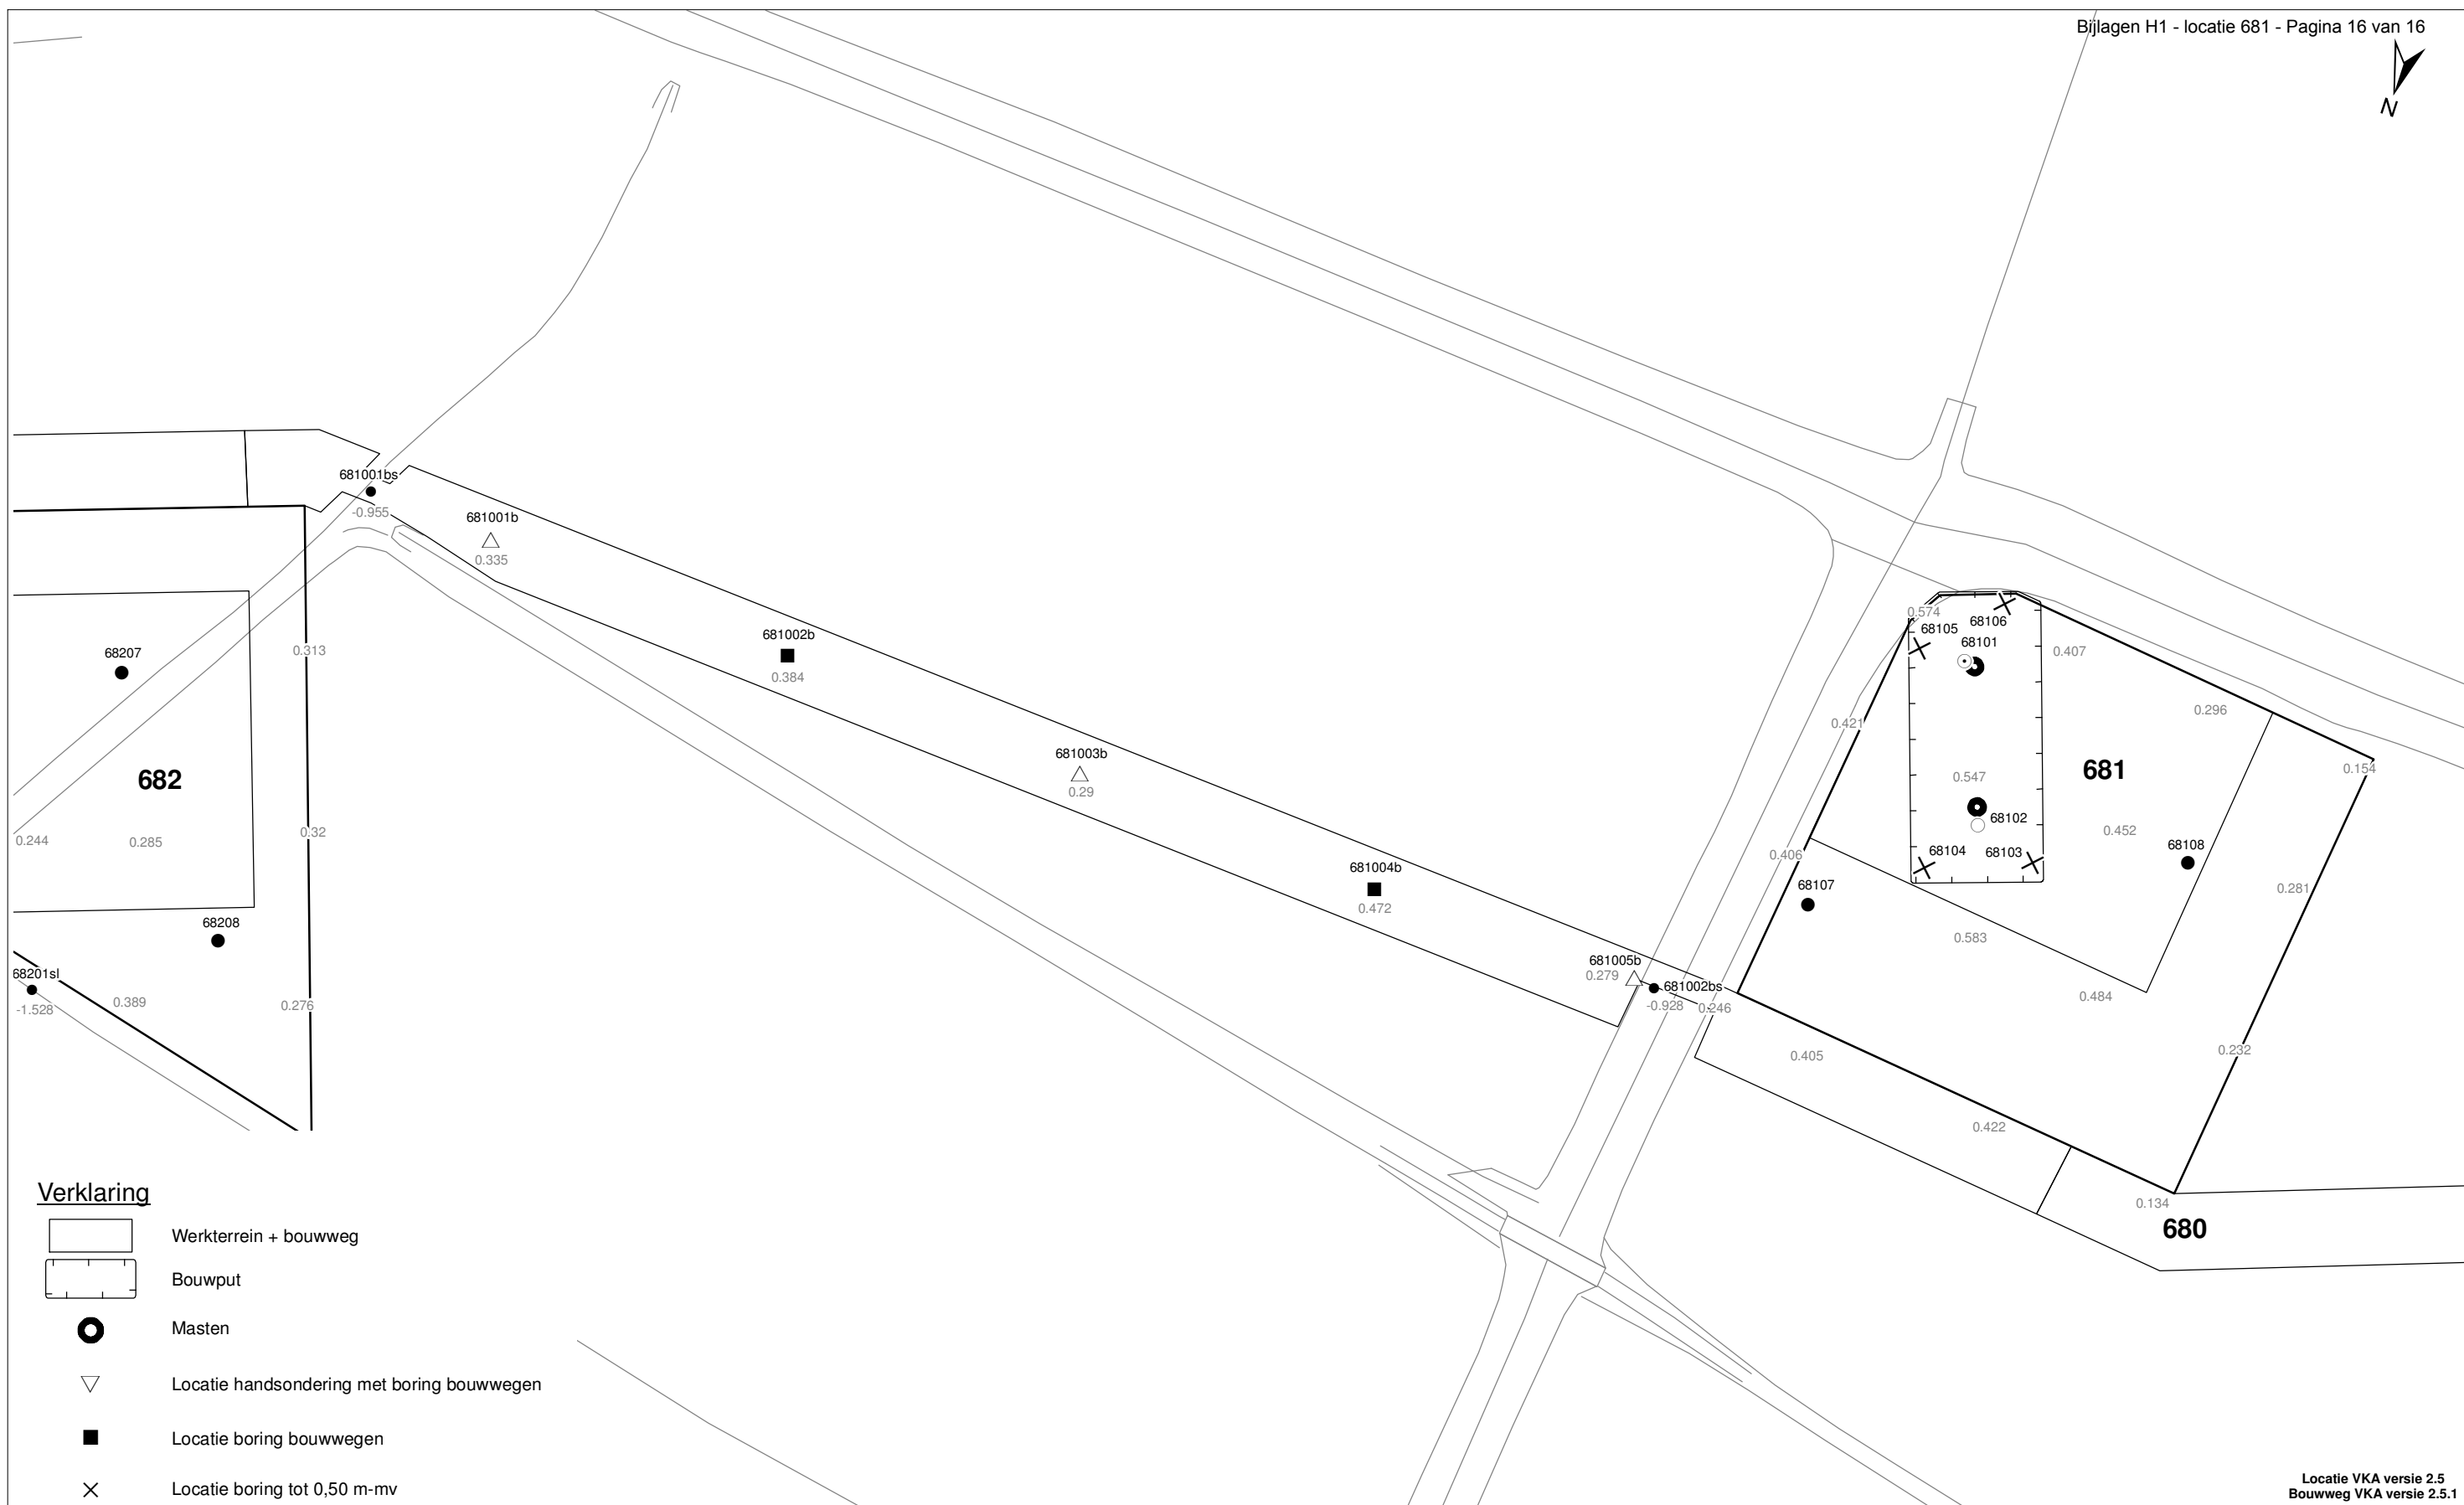 Bijlagen H1 - locatie 681 - Pagina 16 van 16
N
681001bs
-0.955
681001b
0.335
681002b
0.384
681003b
0.29
681004b
0.472
681005b
0.279
681002bs
-0.928
0.246
68207
0.313
682
0.32
0.244
0.285
68208
68201sl
-1.528
0.389
0.276
0.574
68105
68106
68101
0.407
0.421
0.296
0.547
681
0.154
68102
0.452
0.406
68104
68103
68108
68107
0.281
0.583
0.484
0.405
0.232
0.422
0.134
680
Verklaring
Werkterrein + bouwweg
Bouwput
Masten
Locatie handsondering met boring bouwwegen
Locatie boring bouwwegen
Locatie boring tot 0,50 m-mv
Locatie VKA versie 2.5
Bouwweg VKA versie 2.5.1